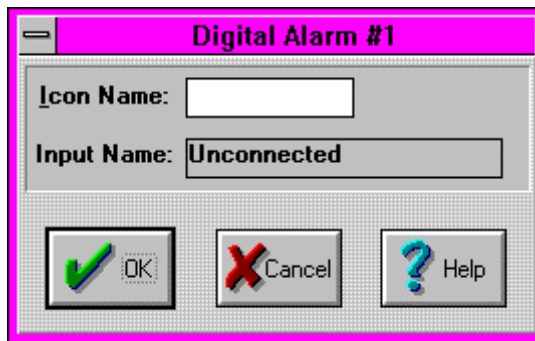 Digital Alarm #1
Icon Name:
Input Name: Unconnected
OK Cancel Help